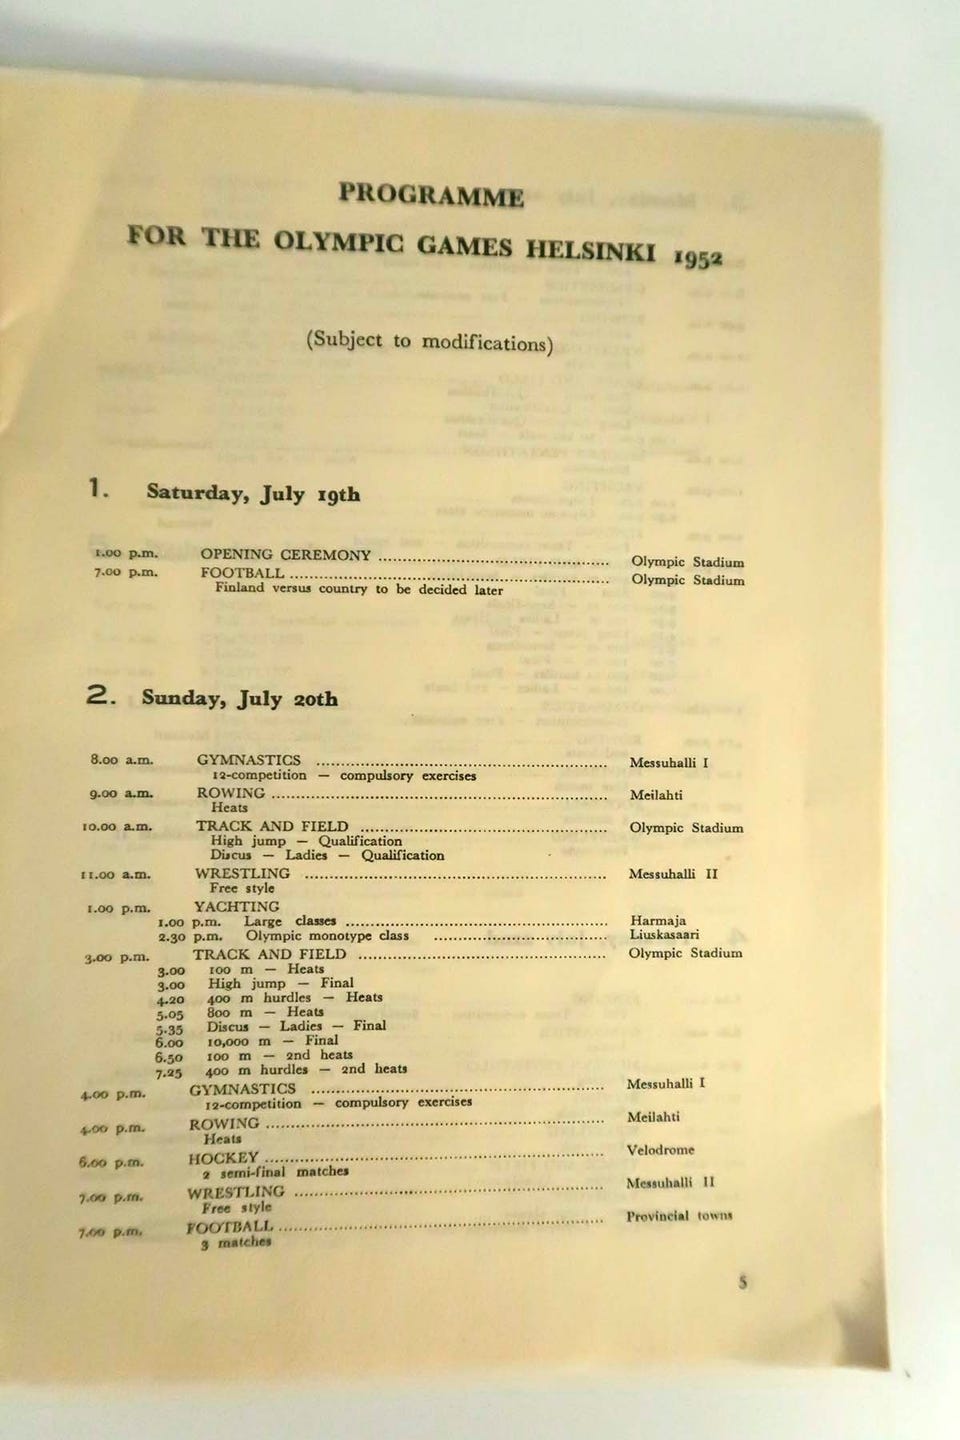 PROGRAMME
FOR THE OLYMPIC GAMES HELSINKI 1952
(Subject to modifications)
1. Saturday, July 19th
1.00 p.m. OPENING CEREMONY ........ Olympic Stadium
7.00 p.m. FOOTBALL ........ Olympic Stadium
Finland versus country to be decided later
2. Sunday, July 20th
8.00 a.m. GYMNASTICS ........ Messuhalli I
12-competition — compulsory exercises
9.00 a.m. ROWING ........ Meilahti
Heats
10.00 a.m. TRACK AND FIELD ........ Olympic Stadium
High jump — Qualification
Discus — Ladies — Qualification
11.00 a.m. WRESTLING ........ Messuhalli II
Free style
1.00 p.m. YACHTING
1.00 p.m. Large classes ........ Harmaja
2.30 p.m. Olympic monotype class ........ Liuskasaari
3.00 p.m. TRACK AND FIELD ........ Olympic Stadium
3.00 100 m — Heats
3.00 High jump — Final
4.20 400 m hurdles — Heats
5.05 800 m — Heats
5.35 Discus — Ladies — Final
6.00 10,000 m — Final
6.50 100 m — 2nd heats
7.25 400 m hurdles — 2nd heats
4.00 p.m. GYMNASTICS ........ Messuhalli I
12-competition — compulsory exercises
4.00 p.m. ROWING ........ Meilahti
Heats
6.00 p.m. HOCKEY ........ Velodrome
2 semi-final matches
7.00 p.m. WRESTLING ........ Messuhalli II
Free style
7.00 p.m. FOOTBALL ........ Provincial towns
3 matches
5